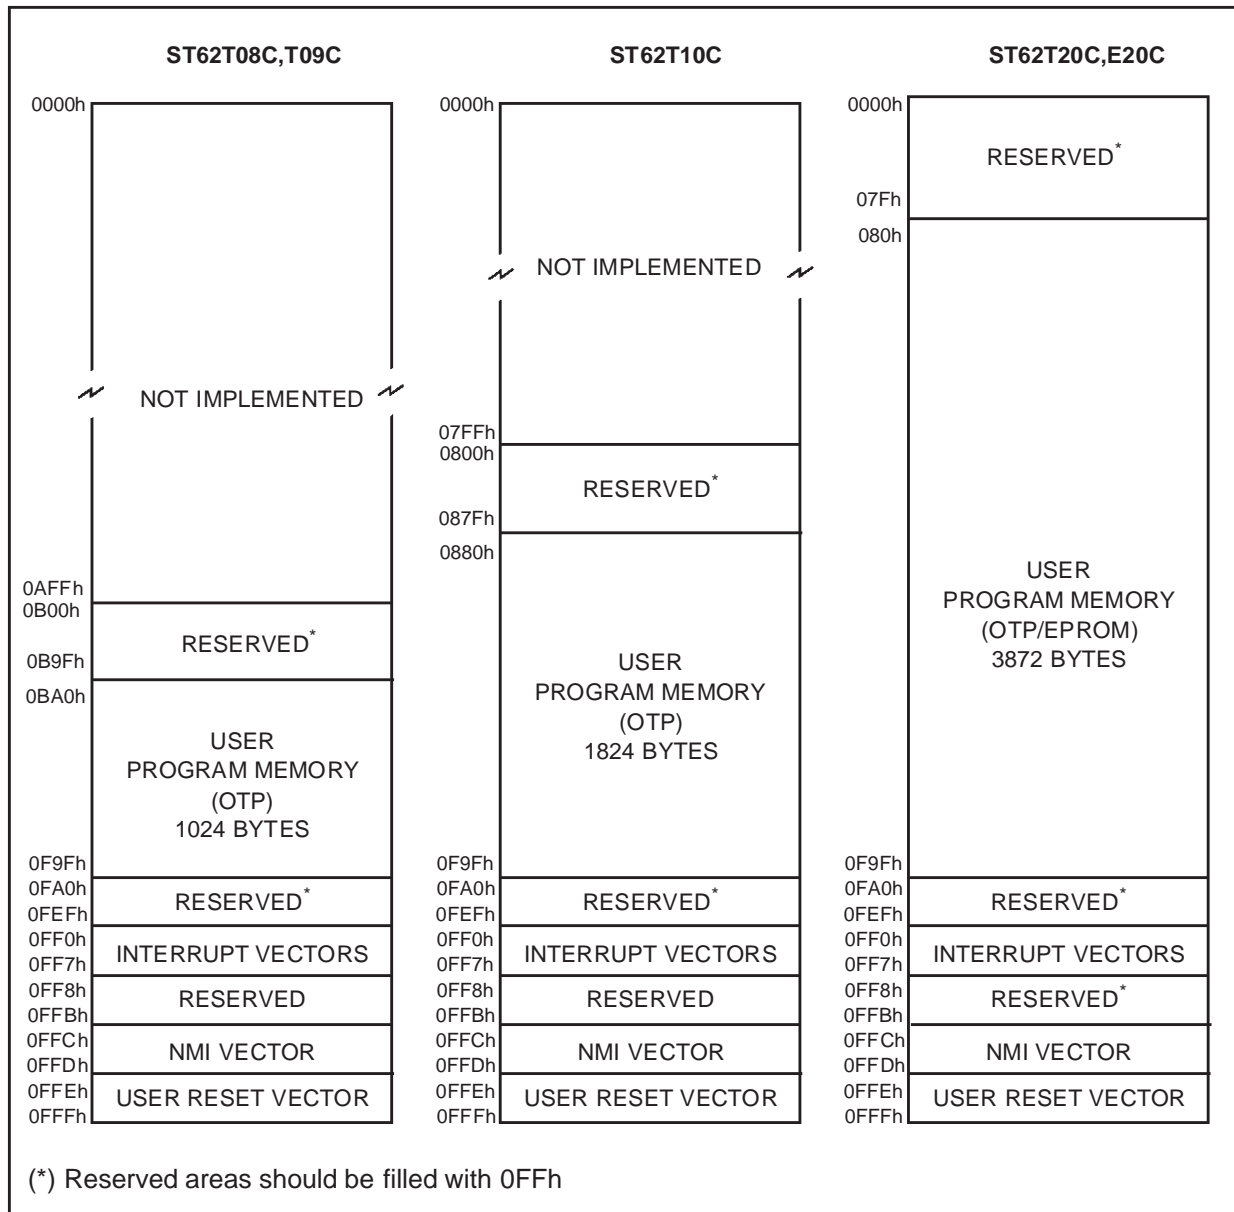 ST62T08C,T09C
0000h
NOT IMPLEMENTED
0AFFh
0B00h
RESERVED*
0B9Fh
0BA0h
USER
PROGRAM MEMORY
(OTP)
1024 BYTES
0F9Fh
0FA0h
RESERVED*
0FEFh
0FF0h
INTERRUPT VECTORS
0FF7h
0FF8h
RESERVED
0FFBh
0FFCh
NMI VECTOR
0FFDh
0FFEh
USER RESET VECTOR
0FFFh
ST62T10C
0000h
NOT IMPLEMENTED
07FFh
0800h
RESERVED*
087Fh
0880h
USER
PROGRAM MEMORY
(OTP)
1824 BYTES
0F9Fh
0FA0h
RESERVED*
0FEFh
0FF0h
INTERRUPT VECTORS
0FF7h
0FF8h
RESERVED
0FFBh
0FFCh
NMI VECTOR
0FFDh
0FFEh
USER RESET VECTOR
0FFFh
ST62T20C,E20C
0000h
RESERVED*
07Fh
080h
USER
PROGRAM MEMORY
(OTP/EPROM)
3872 BYTES
0F9Fh
0FA0h
RESERVED*
0FEFh
0FF0h
INTERRUPT VECTORS
0FF7h
0FF8h
RESERVED*
0FFBh
0FFCh
NMI VECTOR
0FFDh
0FFEh
USER RESET VECTOR
0FFFh
(*) Reserved areas should be filled with 0FFh